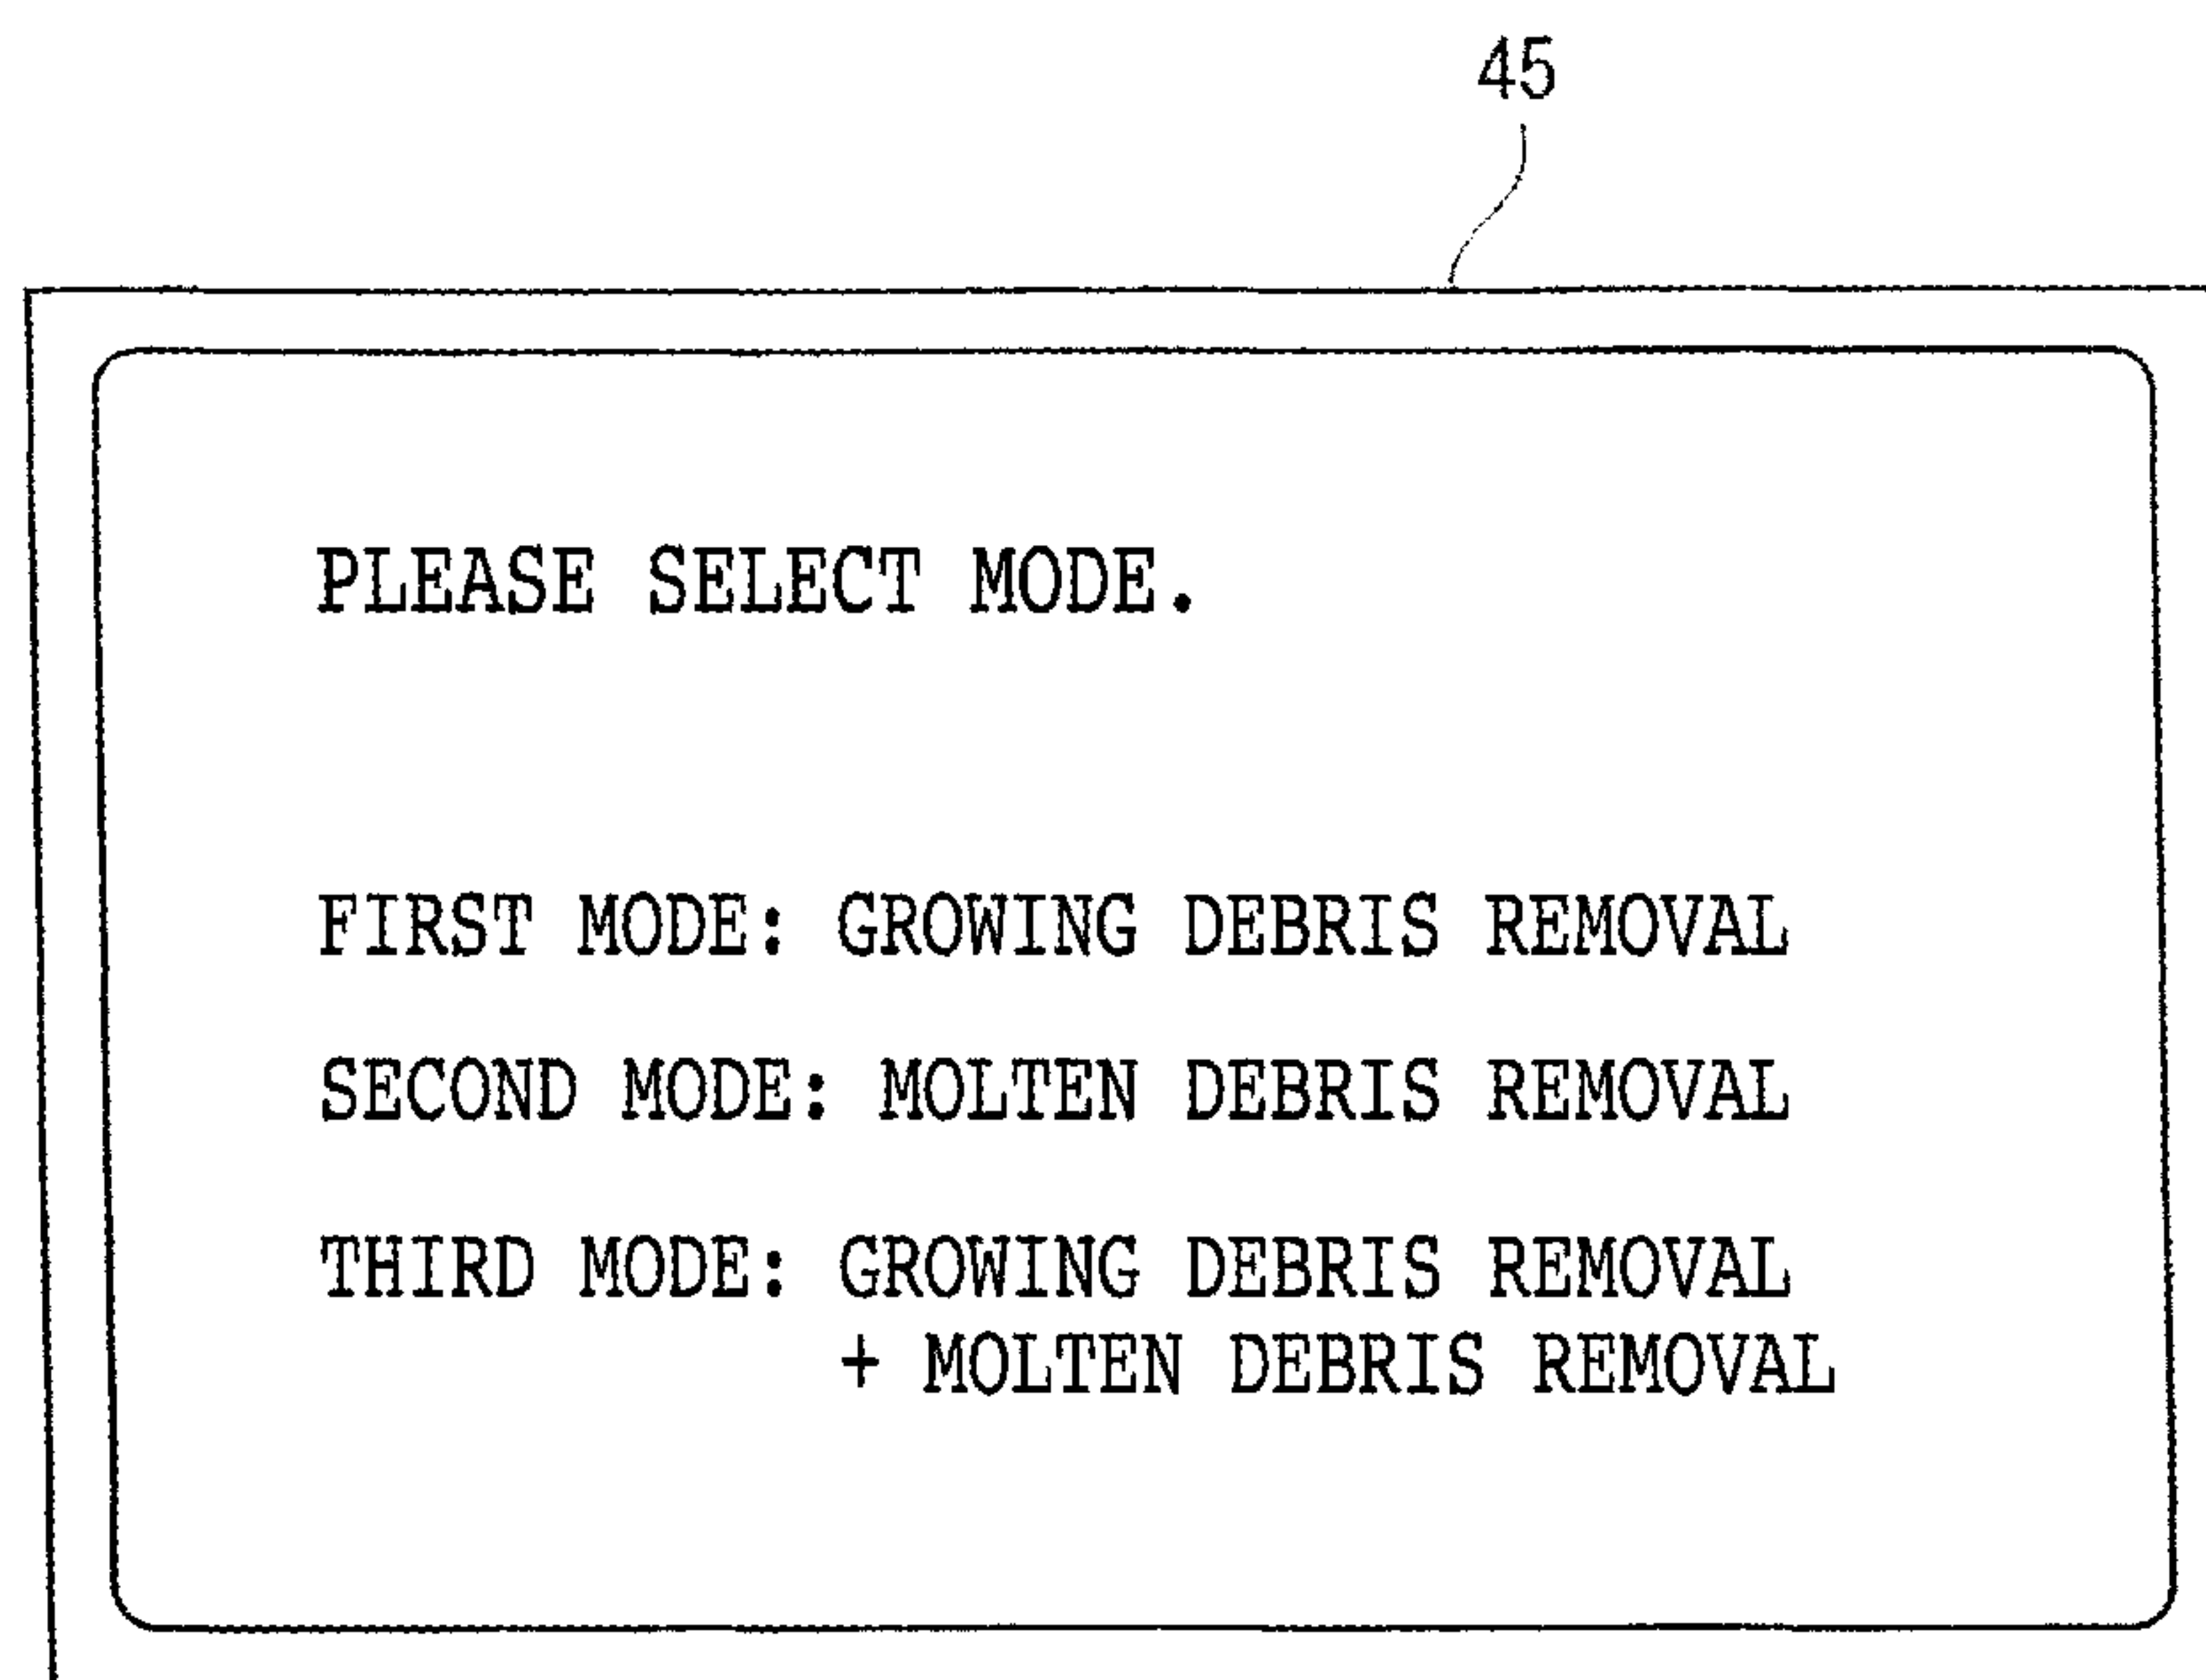 45
PLEASE SELECT MODE.
FIRST MODE: GROWING DEBRIS REMOVAL
SECOND MODE: MOLTEN DEBRIS REMOVAL
THIRD MODE: GROWING DEBRIS REMOVAL
+ MOLTEN DEBRIS REMOVAL